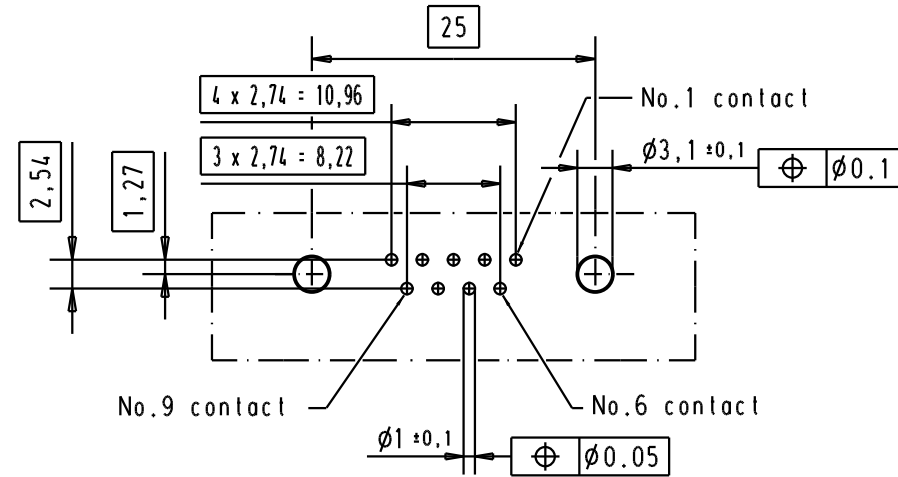 25
4 x 2,74 = 10,96
No.1 contact
3 x 2,74 = 8,22
Ø3,1 ±0,1
⌖ Ø0.1
2,54
1,27
No.9 contact
No.6 contact
Ø1 ±0,1
⌖ Ø0.05